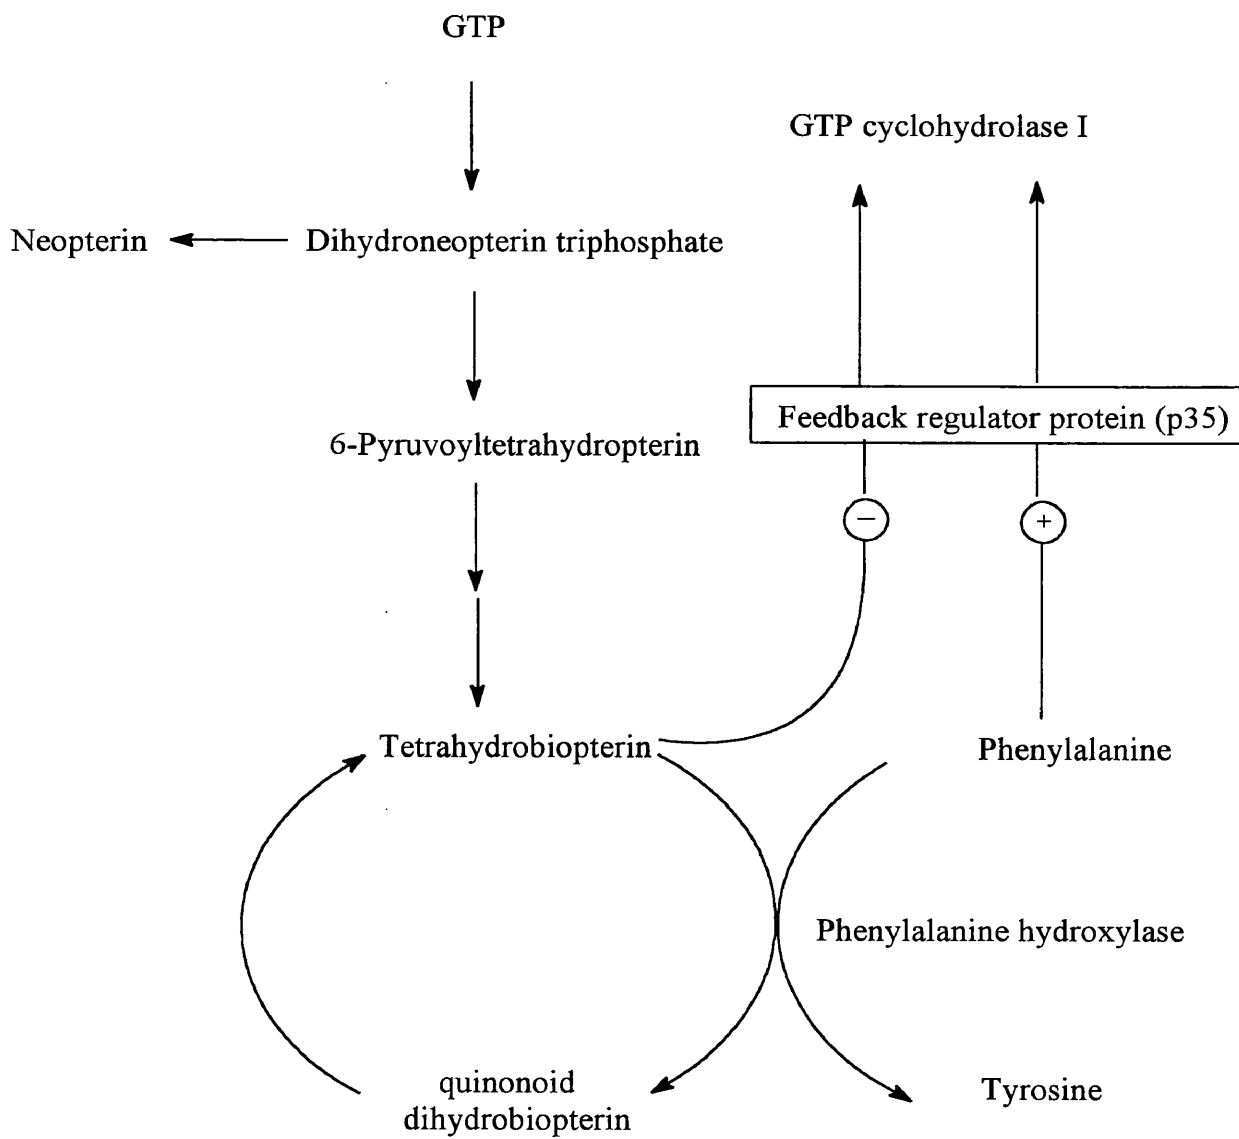 GTP
GTP cyclohydrolase I
Neopterin
Dihydroneopterin triphosphate
Feedback regulator protein (p35)
6-Pyruvoyltetrahydropterin
−
+
Tetrahydrobiopterin
Phenylalanine
Phenylalanine hydroxylase
quinonoid
dihydrobiopterin
Tyrosine